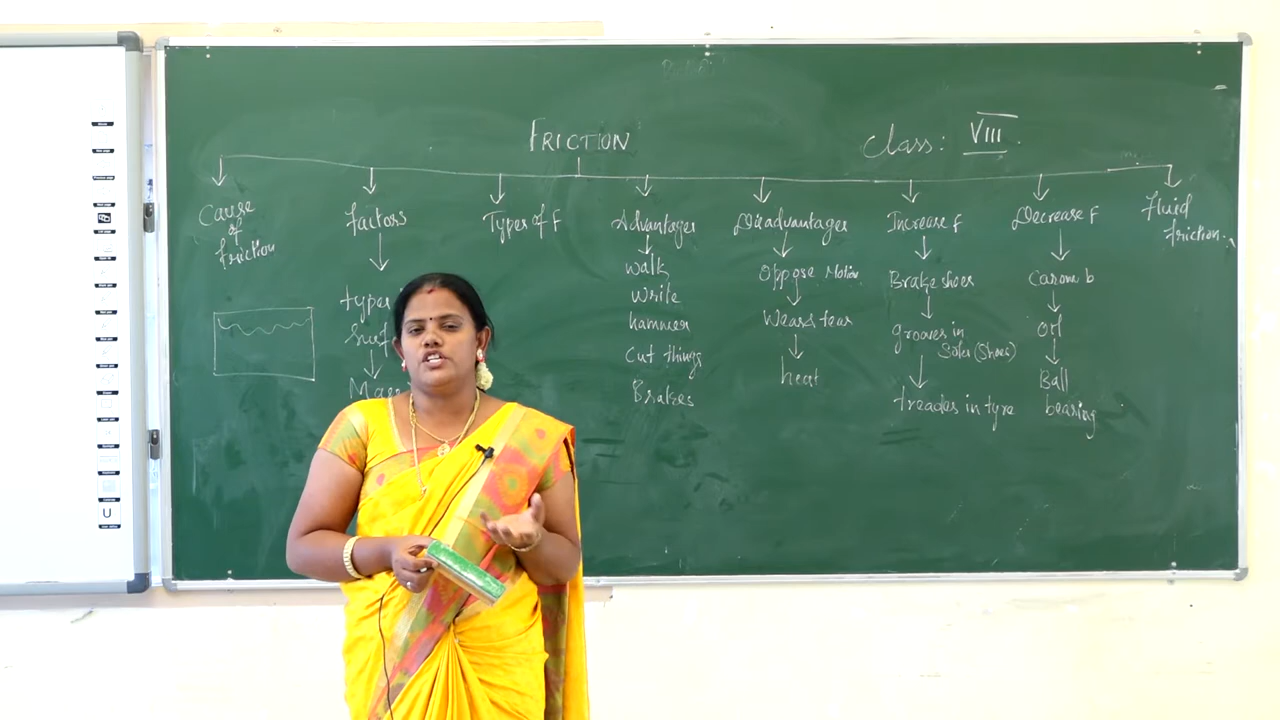 FRICTION
Class: VIII
Cause
of
friction
factors
types
Surf
Mass
Types of F
Advantages
Walk
Write
hammer
Cut things
Brakes
Disadvantages
Oppose Motion
Wear & tear
heat
Increase F
Brake shoes
grooves in
Soles (Shoes)
treades in tyre
Decrease F
Carrom b
Oil
Ball
bearing
Fluid
friction.
U